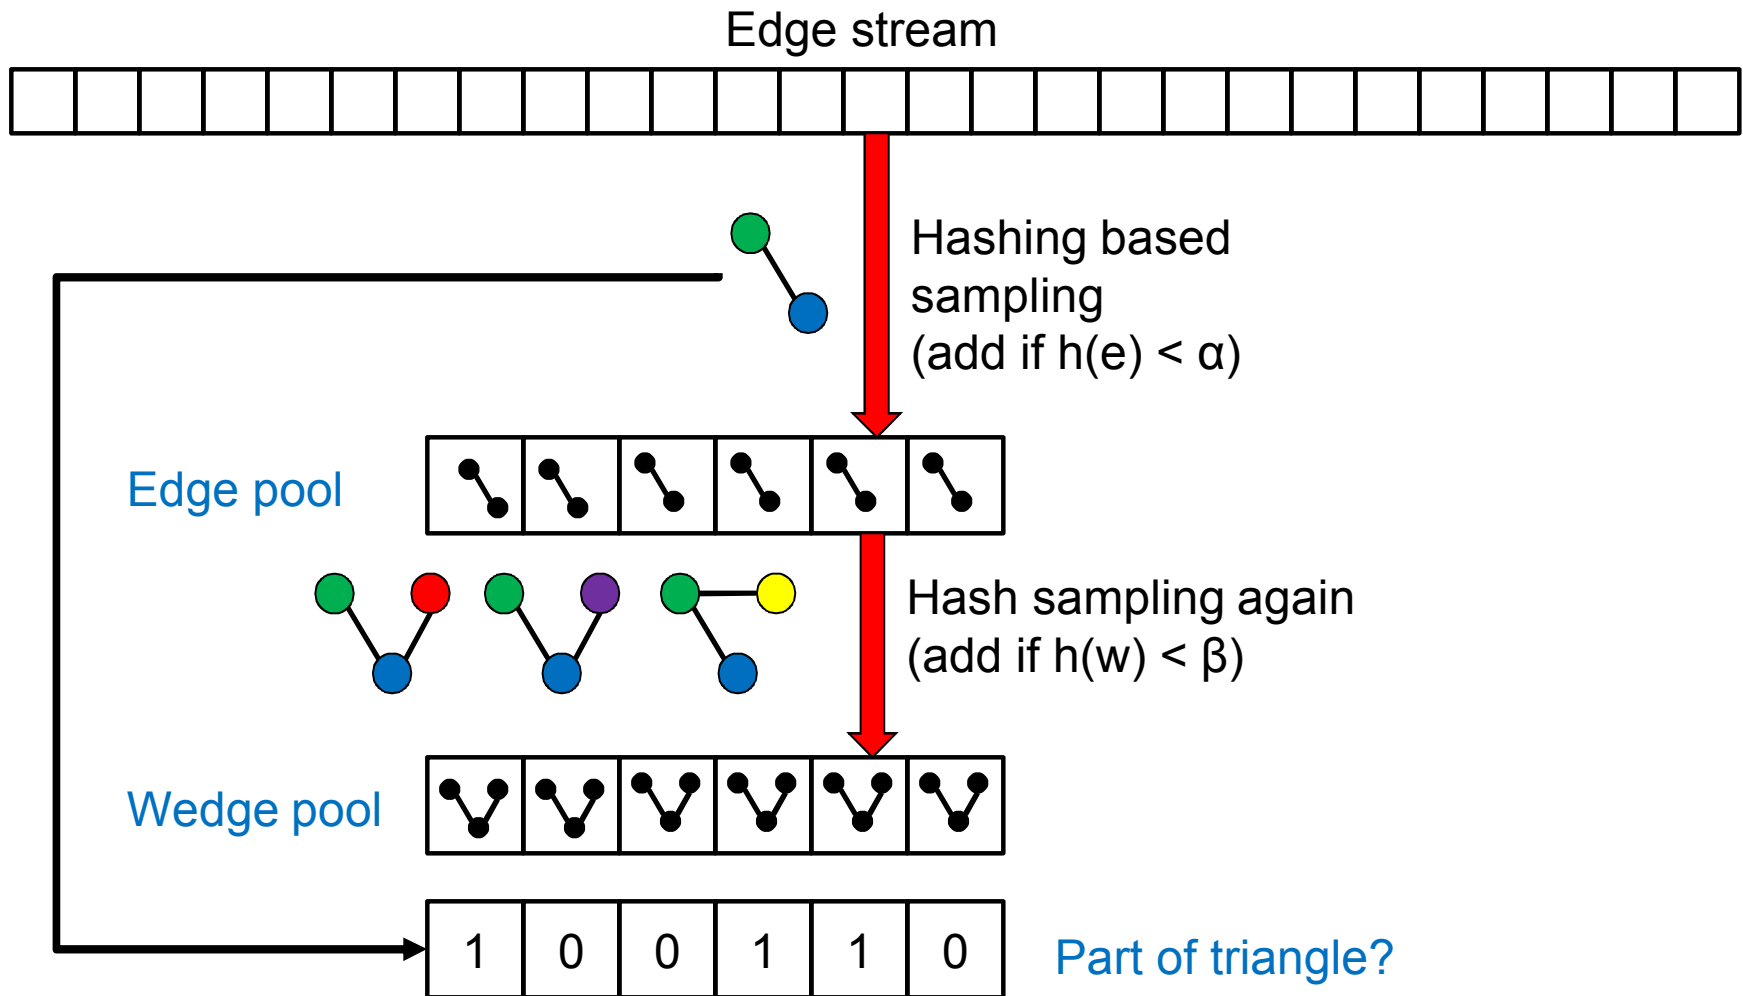 Edge stream
Hashing based
sampling
(add if h(e) < α)
Edge pool
Hash sampling again
(add if h(w) < β)
Wedge pool
1 0 0 1 1 0
Part of triangle?